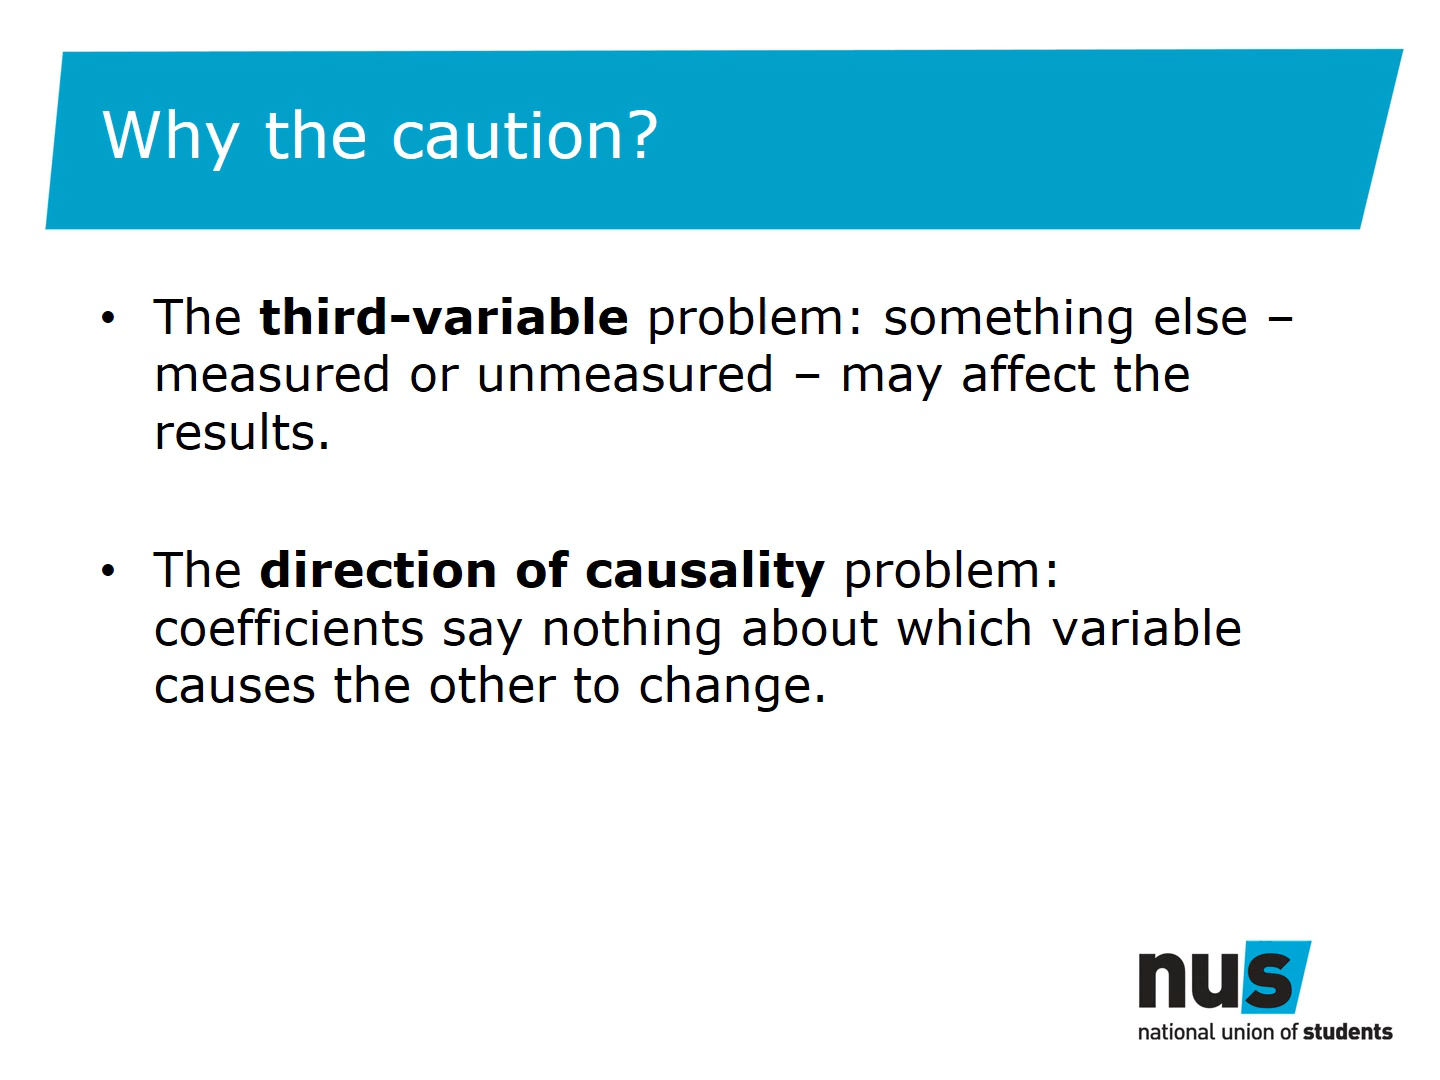 Why the caution?
• The third-variable problem: something else –
measured or unmeasured – may affect the
results.
• The direction of causality problem:
coefficients say nothing about which variable
causes the other to change.
nus
national union of students